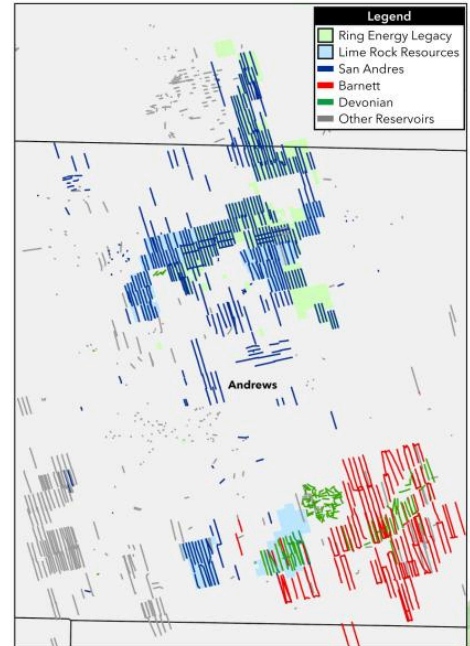 Legend
Ring Energy Legacy
Lime Rock Resources
San Andres
Barnett
Devonian
Other Reservoirs
Andrews